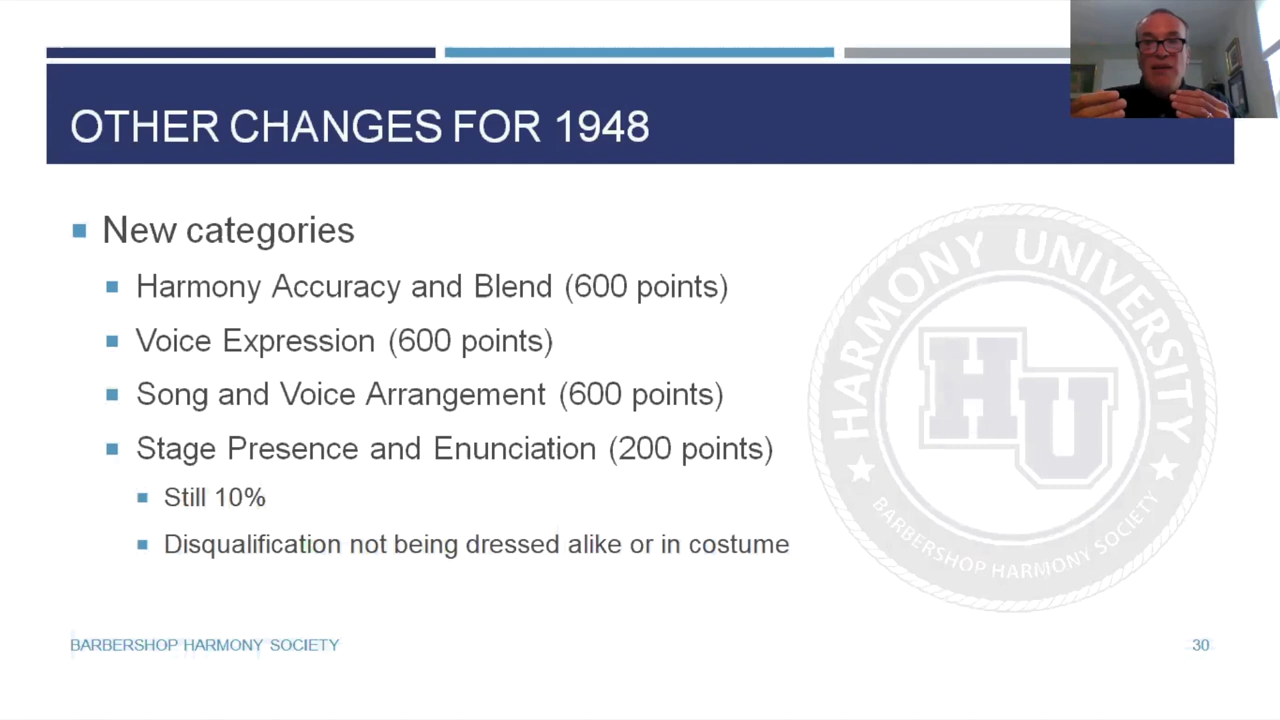 OTHER CHANGES FOR 1948
New categories
Harmony Accuracy and Blend (600 points)
Voice Expression (600 points)
Song and Voice Arrangement (600 points)
Stage Presence and Enunciation (200 points)
Still 10%
Disqualification not being dressed alike or in costume
HARMONY UNIVERSITY
HU
BARBERSHOP HARMONY SOCIETY
BARBERSHOP HARMONY SOCIETY
30